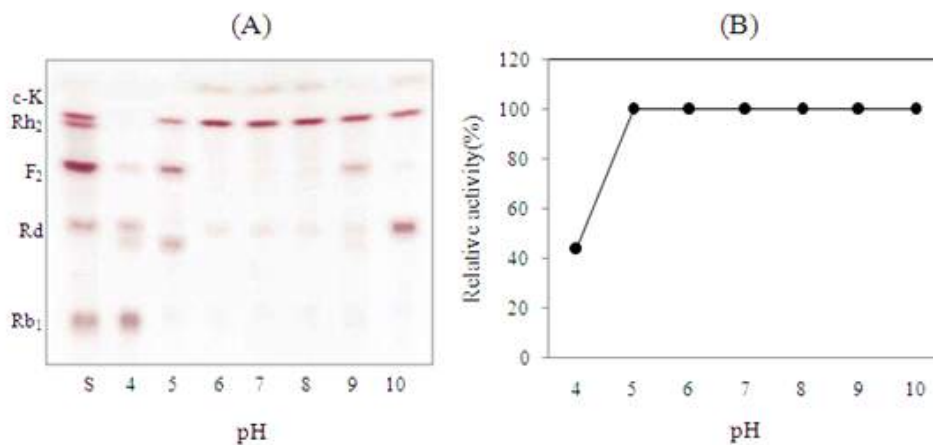 (A)
c-K
Rh₂
F₂
Rd
Rb₁
S 4 5 6 7 8 9 10
pH
(B)
Relative activity(%)
120
100
80
60
40
20
0
4 5 6 7 8 9 10
pH